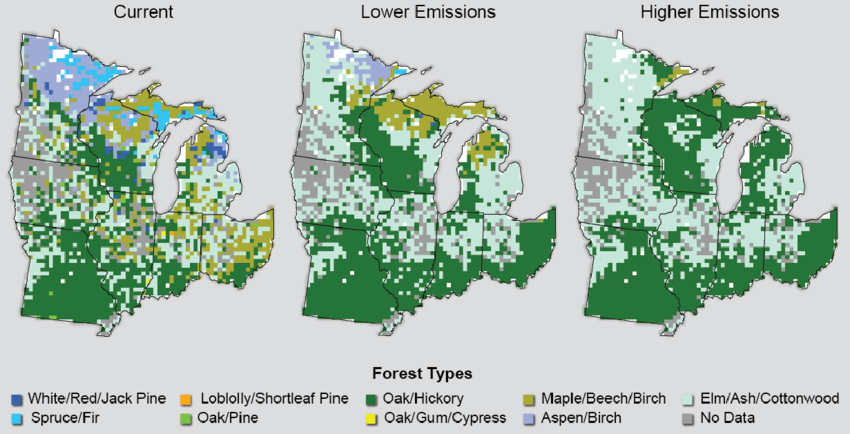 Current Lower Emissions Higher Emissions
Forest Types
White/Red/Jack Pine Loblolly/Shortleaf Pine Oak/Hickory Maple/Beech/Birch Elm/Ash/Cottonwood
Spruce/Fir Oak/Pine Oak/Gum/Cypress Aspen/Birch No Data